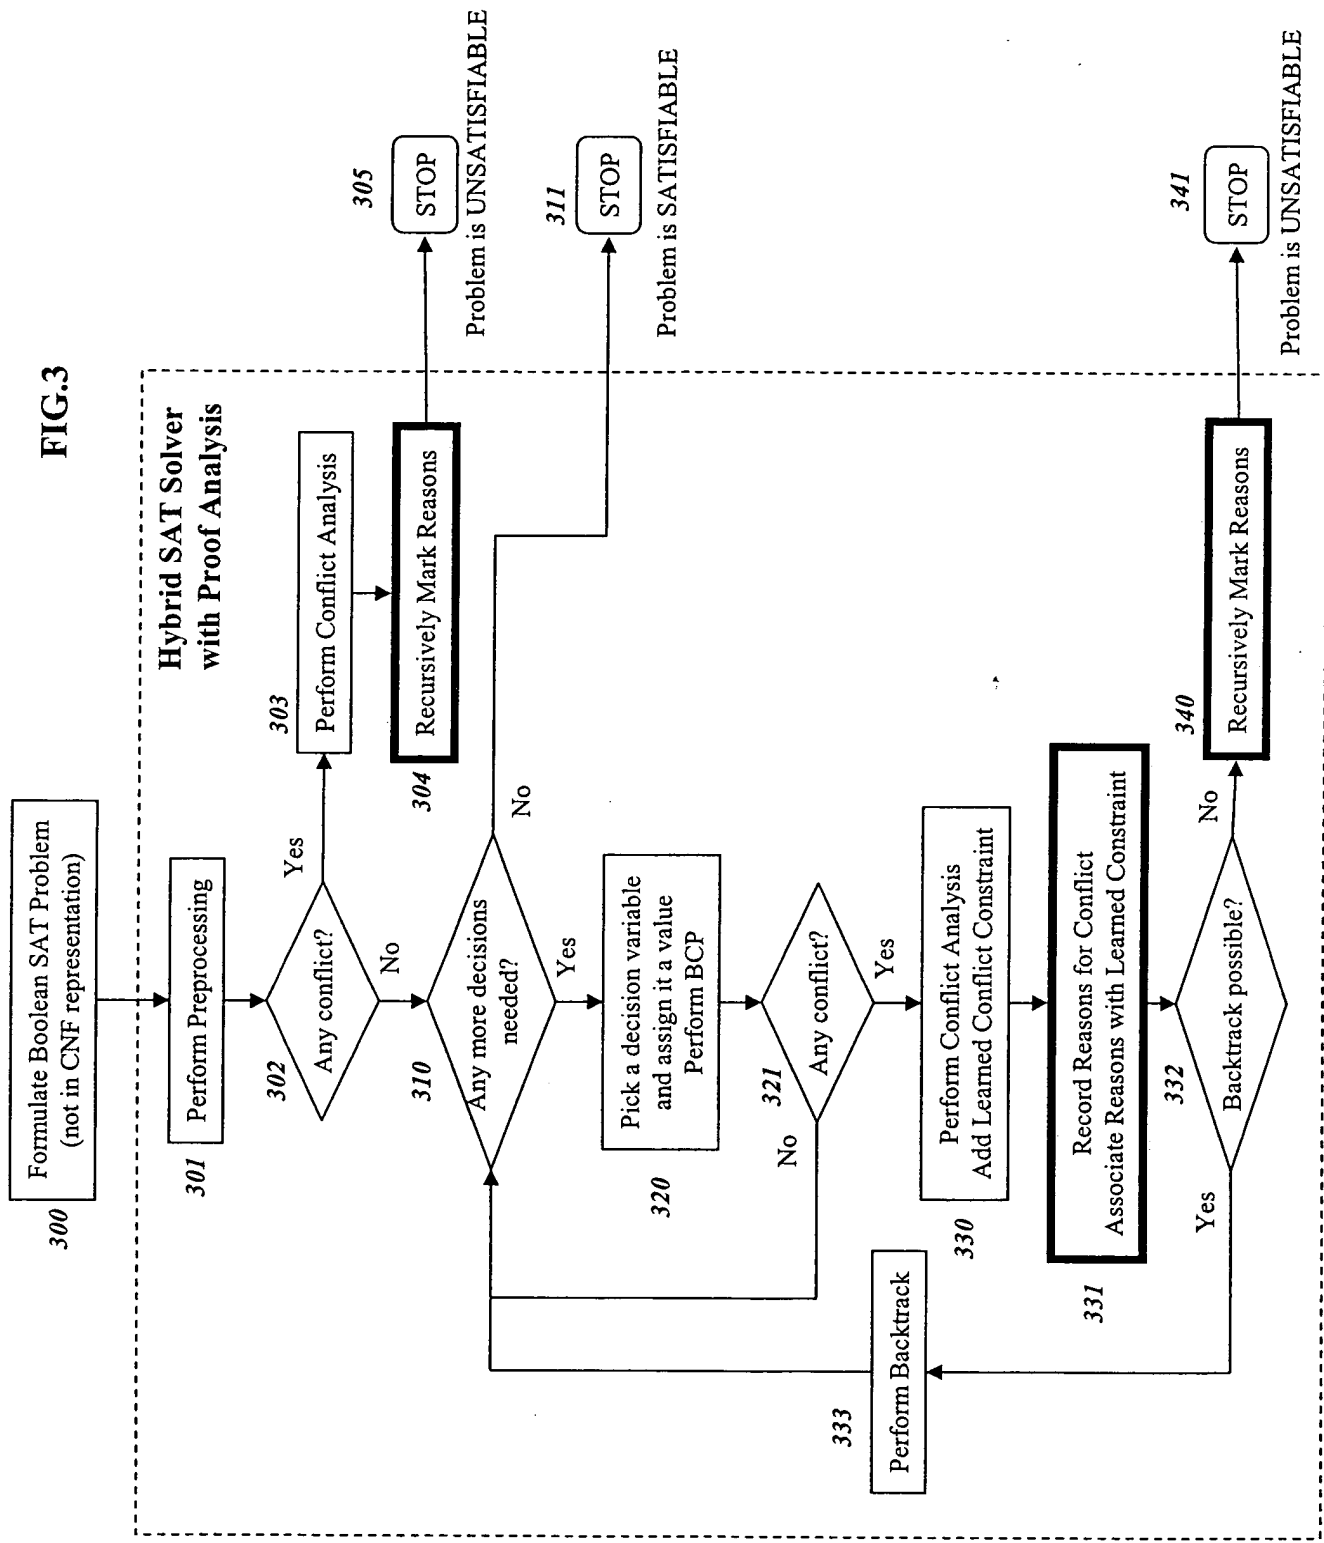 FIG.3
300
Formulate Boolean SAT Problem
(not in CNF representation)
Hybrid SAT Solver
with Proof Analysis
301
Perform Preprocessing
302
Any conflict?
Yes
No
303
Perform Conflict Analysis
304
Recursively Mark Reasons
305
STOP
Problem is UNSATISFIABLE
310
Any more decisions
needed?
No
Yes
311
STOP
Problem is SATISFIABLE
320
Pick a decision variable
and assign it a value
Perform BCP
321
Any conflict?
No
Yes
330
Perform Conflict Analysis
Add Learned Conflict Constraint
331
Record Reasons for Conflict
Associate Reasons with Learned Constraint
332
Backtrack possible?
Yes
No
333
Perform Backtrack
340
Recursively Mark Reasons
341
STOP
Problem is UNSATISFIABLE